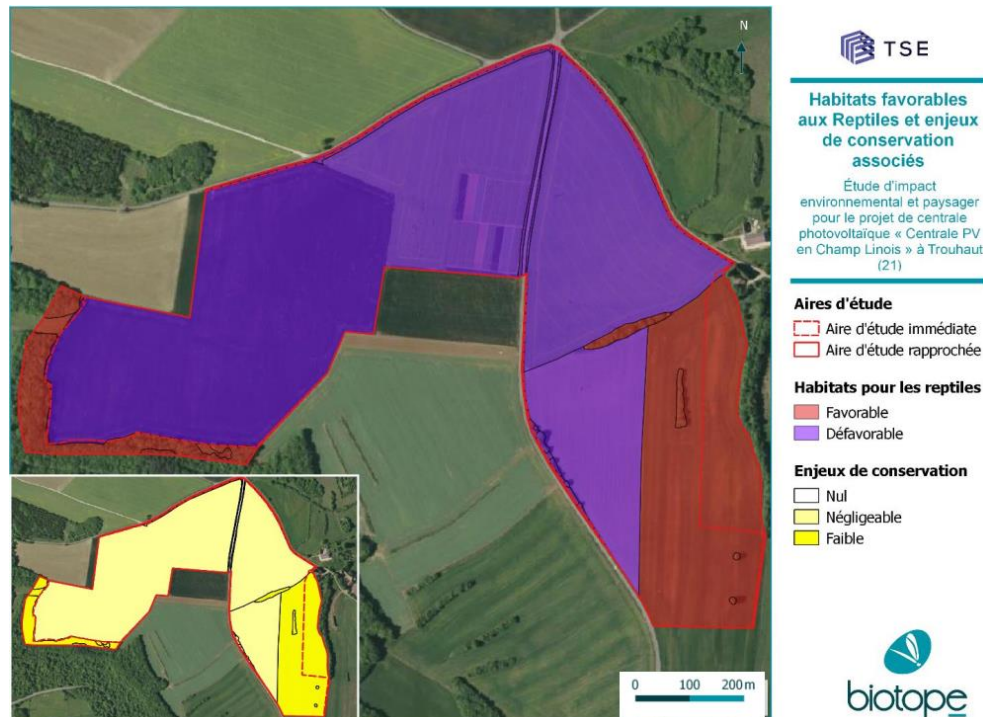 N
TSE
Habitats favorables
aux Reptiles et enjeux
de conservation
associés
Étude d'impact
environnemental et paysager
pour le projet de centrale
photovoltaïque « Centrale PV
en Champ Linois » à Trouhaut
(21)
Aires d'étude
Aire d'étude immédiate
Aire d'étude rapprochée
Habitats pour les reptiles
Favorable
Défavorable
Enjeux de conservation
Nul
Négligeable
Faible
0 100 200 m
biotope